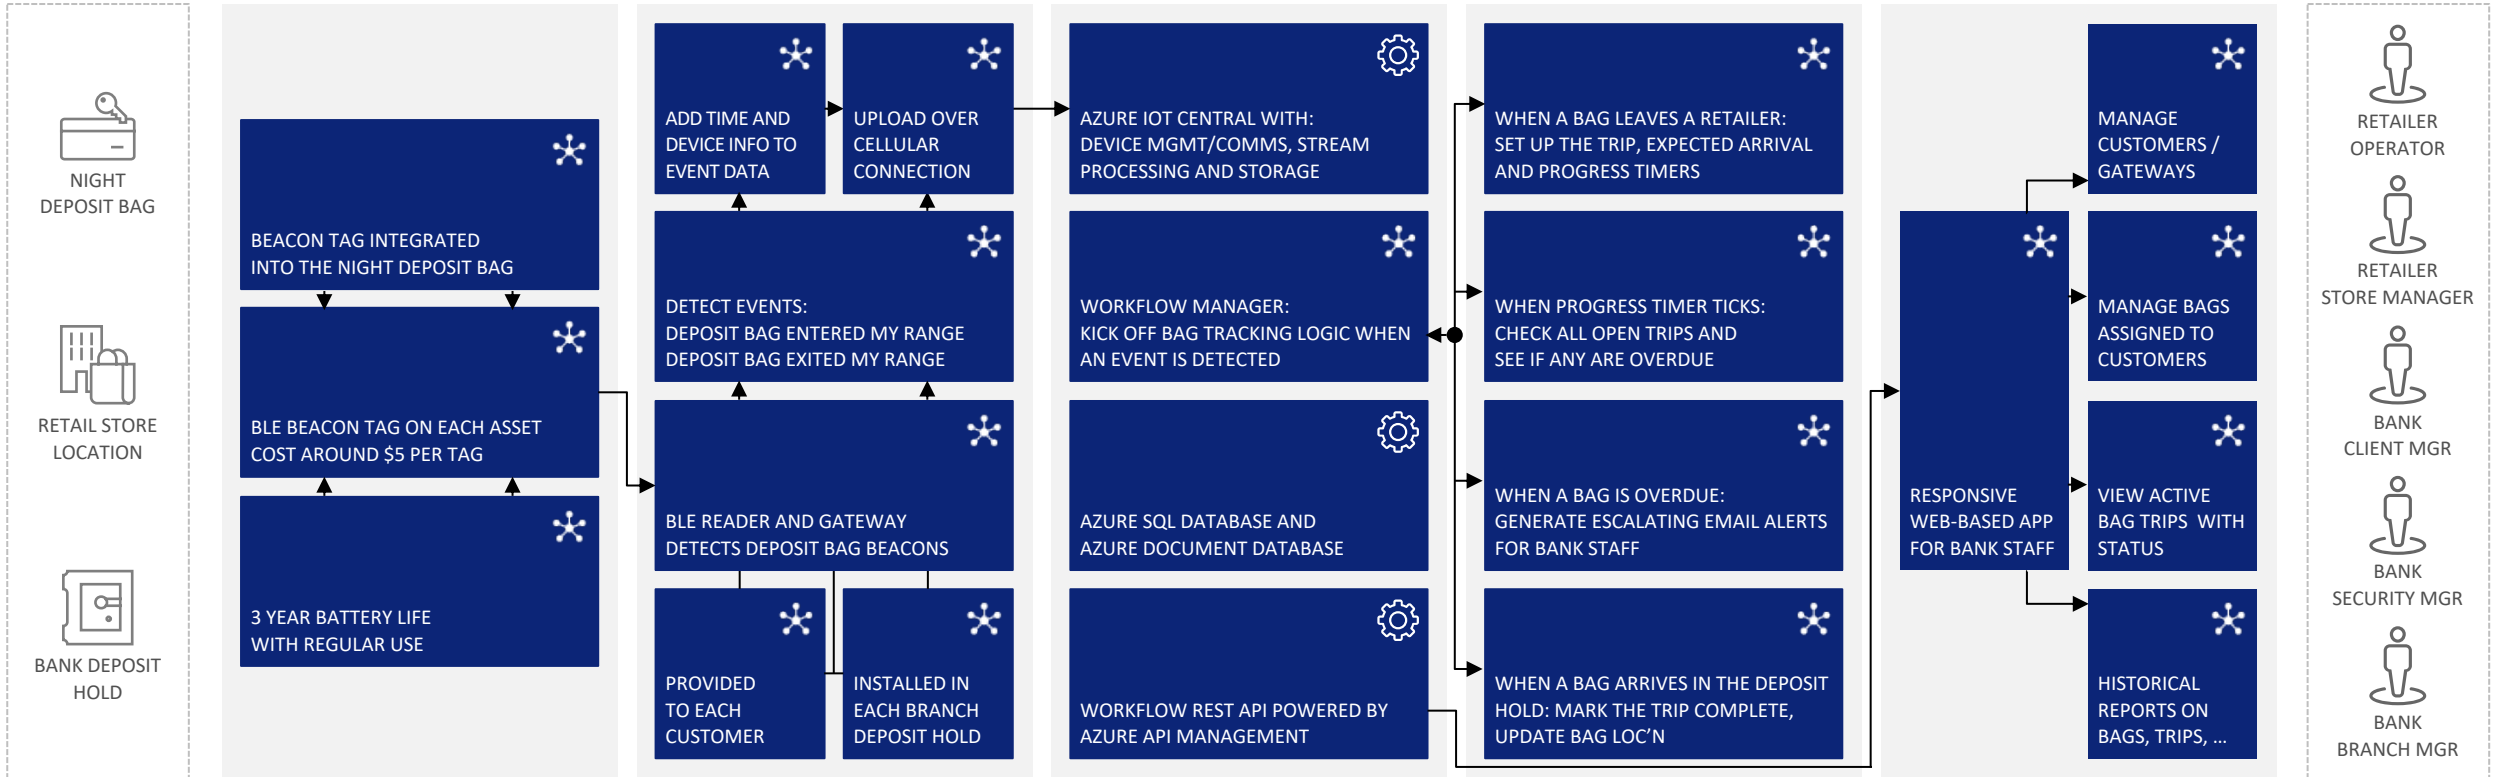 NIGHT
DEPOSIT BAG
RETAIL STORE
LOCATION
BANK DEPOSIT
HOLD
BEACON TAG INTEGRATED
INTO THE NIGHT DEPOSIT BAG
BLE BEACON TAG ON EACH ASSET
COST AROUND $5 PER TAG
3 YEAR BATTERY LIFE
WITH REGULAR USE
ADD TIME AND
DEVICE INFO TO
EVENT DATA
UPLOAD OVER
CELLULAR
CONNECTION
DETECT EVENTS:
DEPOSIT BAG ENTERED MY RANGE
DEPOSIT BAG EXITED MY RANGE
BLE READER AND GATEWAY
DETECTS DEPOSIT BAG BEACONS
PROVIDED
TO EACH
CUSTOMER
INSTALLED IN
EACH BRANCH
DEPOSIT HOLD
AZURE IOT CENTRAL WITH:
DEVICE MGMT/COMMS, STREAM
PROCESSING AND STORAGE
WORKFLOW MANAGER:
KICK OFF BAG TRACKING LOGIC WHEN
AN EVENT IS DETECTED
AZURE SQL DATABASE AND
AZURE DOCUMENT DATABASE
WORKFLOW REST API POWERED BY
AZURE API MANAGEMENT
WHEN A BAG LEAVES A RETAILER:
SET UP THE TRIP, EXPECTED ARRIVAL
AND PROGRESS TIMERS
WHEN PROGRESS TIMER TICKS:
CHECK ALL OPEN TRIPS AND
SEE IF ANY ARE OVERDUE
WHEN A BAG IS OVERDUE:
GENERATE ESCALATING EMAIL ALERTS
FOR BANK STAFF
WHEN A BAG ARRIVES IN THE DEPOSIT
HOLD: MARK THE TRIP COMPLETE,
UPDATE BAG LOC’N
RESPONSIVE
WEB-BASED APP
FOR BANK STAFF
MANAGE
CUSTOMERS /
GATEWAYS
MANAGE BAGS
ASSIGNED TO
CUSTOMERS
VIEW ACTIVE
BAG TRIPS WITH
STATUS
HISTORICAL
REPORTS ON
BAGS, TRIPS, …
RETAILER
OPERATOR
RETAILER
STORE MANAGER
BANK
CLIENT MGR
BANK
SECURITY MGR
BANK
BRANCH MGR